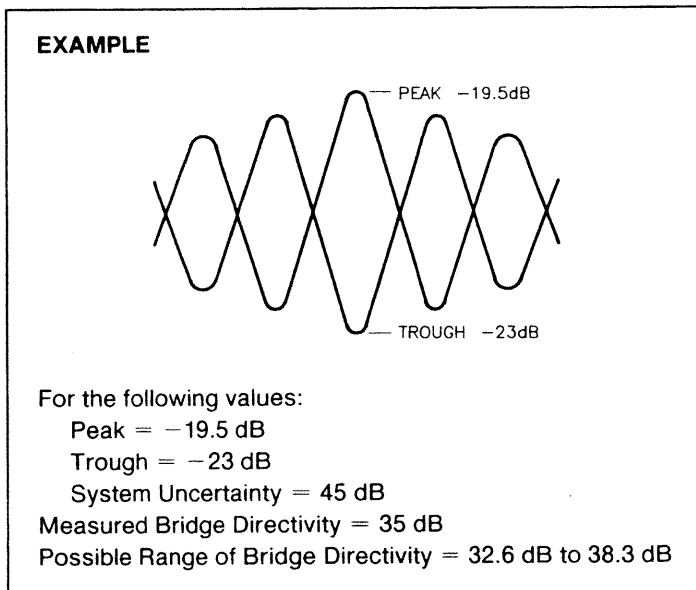 EXAMPLE
PEAK −19.5dB
TROUGH −23dB
For the following values:
Peak = −19.5 dB
Trough = −23 dB
System Uncertainty = 45 dB
Measured Bridge Directivity = 35 dB
Possible Range of Bridge Directivity = 32.6 dB to 38.3 dB